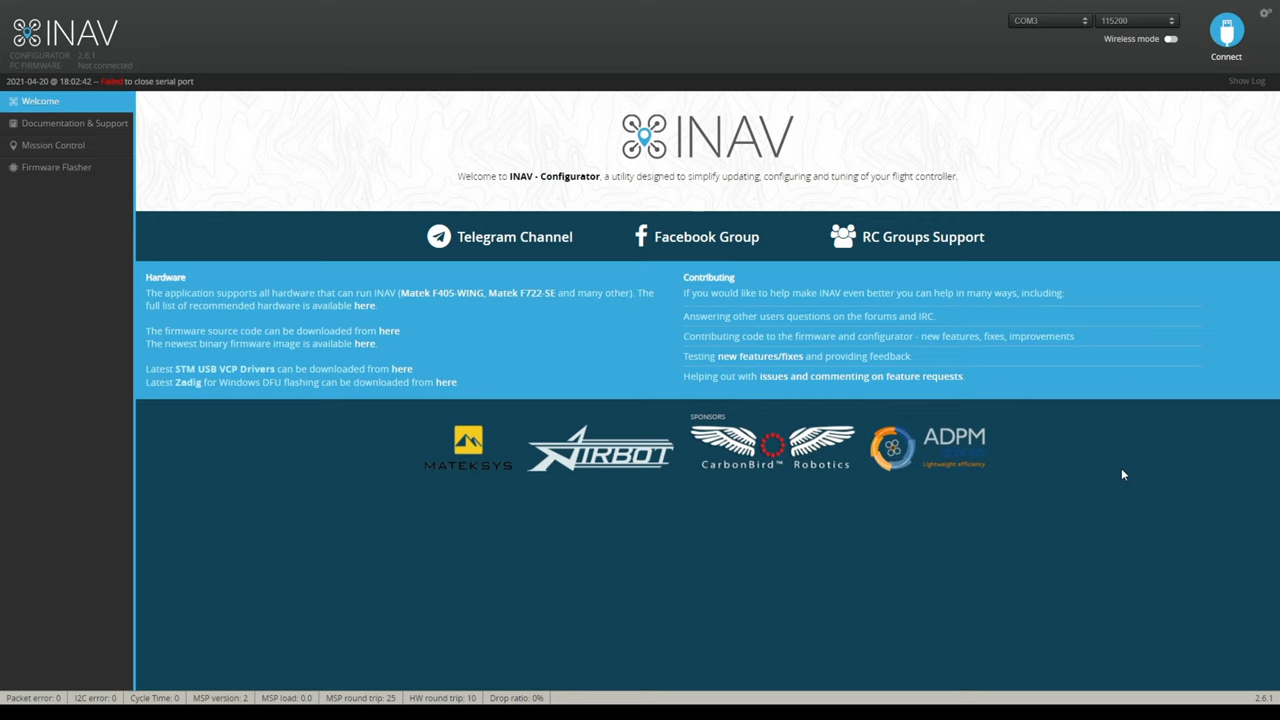 INAV
CONFIGURATOR 2.6.1
FC FIRMWARE Not connected
COM3
115200
Wireless mode
Connect
2021-04-20 @ 18:02:42 -- Failed to close serial port
Show Log
Welcome
Documentation & Support
Mission Control
Firmware Flasher
INAV
Welcome to INAV - Configurator, a utility designed to simplify updating, configuring and tuning of your flight controller.
Telegram Channel
Facebook Group
RC Groups Support
Hardware
The application supports all hardware that can run INAV (Matek F405-WING, Matek F722-SE and many other). The
full list of recommended hardware is available here.
The firmware source code can be downloaded from here
The newest binary firmware image is available here.
Latest STM USB VCP Drivers can be downloaded from here
Latest Zadig for Windows DFU flashing can be downloaded from here
Contributing
If you would like to help make INAV even better you can help in many ways, including:
Answering other users questions on the forums and IRC.
Contributing code to the firmware and configurator - new features, fixes, improvements
Testing new features/fixes and providing feedback.
Helping out with issues and commenting on feature requests.
SPONSORS
MATEKSYS
AIRBOT
CarbonBird™ Robotics
ADPM
Lightweight efficiency
Packet error: 0
I2C error: 0
Cycle Time: 0
MSP version: 2
MSP load: 0.0
MSP round trip: 25
HW round trip: 10
Drop ratio: 0%
2.6.1